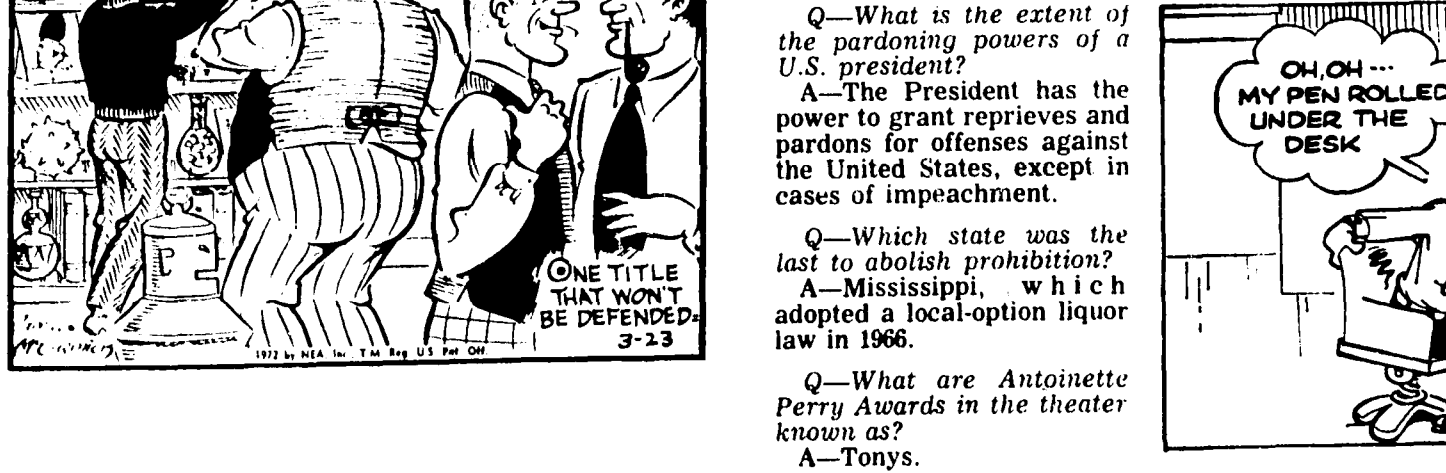 ONE TITLE
THAT WON'T
BE DEFENDED=
3-23
1972 by NEA Inc. T M Reg U S Pat Off
Q—What is the extent of
the pardoning powers of a
U.S. president?
A—The President has the
power to grant reprieves and
pardons for offenses against
the United States, except in
cases of impeachment.
Q—Which state was the
last to abolish prohibition?
A—Mississippi, which
adopted a local-option liquor
law in 1966.
Q—What are Antoinette
Perry Awards in the theater
known as?
A—Tonys.
OH, OH ---
MY PEN ROLLED
UNDER THE
DESK